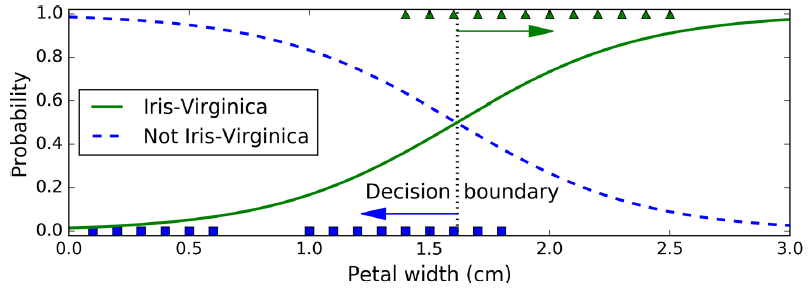 1.0
0.8
0.6
0.4
0.2
0.0
Probability
Iris-Virginica
Not Iris-Virginica
Decision boundary
0.0 0.5 1.0 1.5 2.0 2.5 3.0
Petal width (cm)